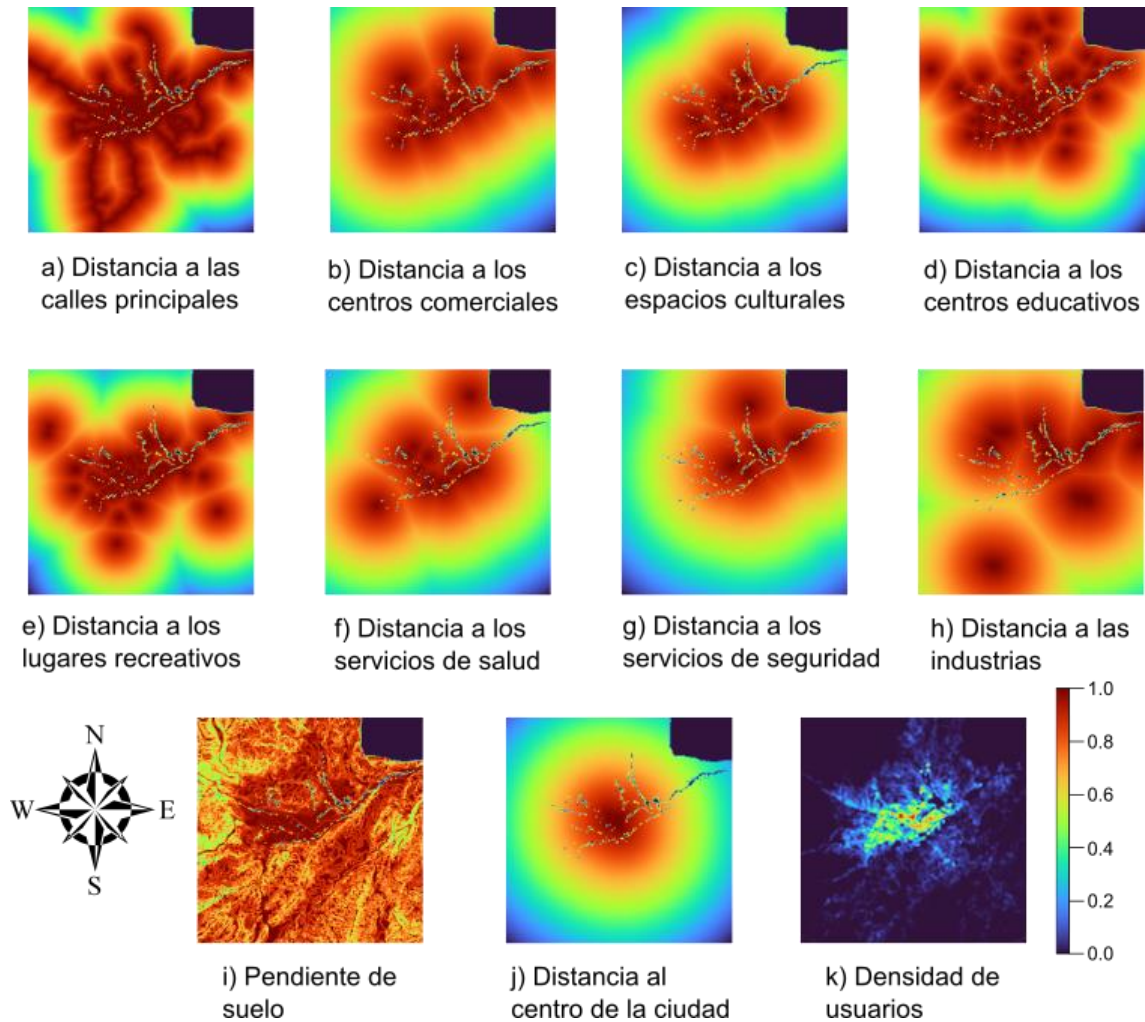 a) Distancia a las
calles principales
b) Distancia a los
centros comerciales
c) Distancia a los
espacios culturales
d) Distancia a los
centros educativos
e) Distancia a los
lugares recreativos
f) Distancia a los
servicios de salud
g) Distancia a los
servicios de seguridad
h) Distancia a las
industrias
N
W
E
S
i) Pendiente de
suelo
j) Distancia al
centro de la ciudad
k) Densidad de
usuarios
1.0
0.8
0.6
0.4
0.2
0.0